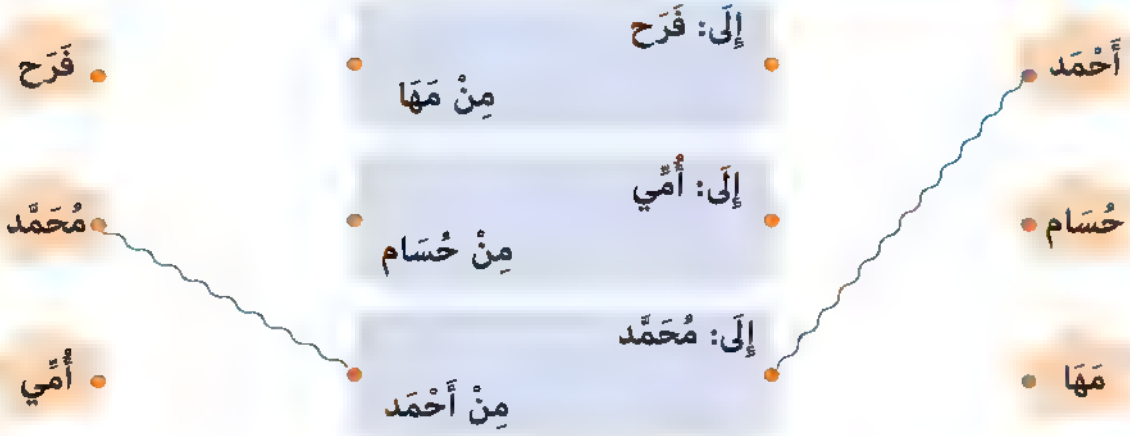 أَحْمَد
إِلَى: فَرَح
مِنْ مَهَا
فَرَح
حُسَام
إِلَى: أُمِّي
مِنْ حُسَام
مُحَمَّد
مَهَا
إِلَى: مُحَمَّد
مِنْ أَحْمَد
أُمِّي